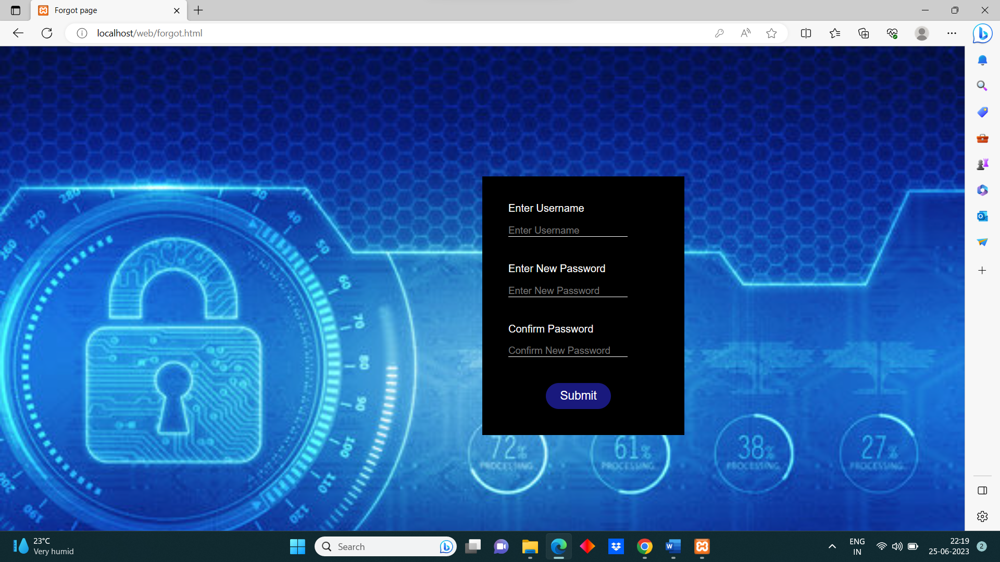 Forgot page
localhost/web/forgot.html
Enter Username
Enter Username
Enter New Password
Enter New Password
Confirm Password
Confirm New Password
Submit
280
30
270
40
260
50
60
70
80
90
100
110
120
190
200
72%
PROCESSING
61%
PROCESSING
38%
PROCESSING
27%
PROCESSING
23°C
Very humid
Search
ENG
IN
22:19
25-06-2023
2